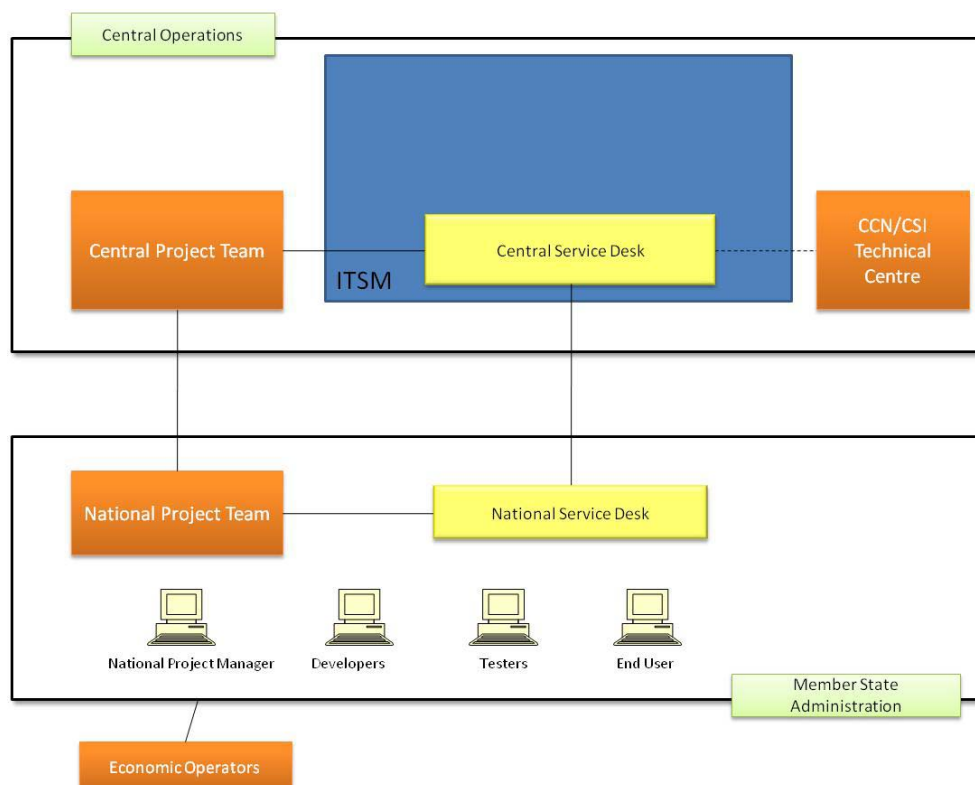 Central Operations
Central Project Team
Central Service Desk
ITSM
CCN/CSI
Technical
Centre
National Project Team
National Service Desk
National Project Manager
Developers
Testers
End User
Member State
Administration
Economic Operators